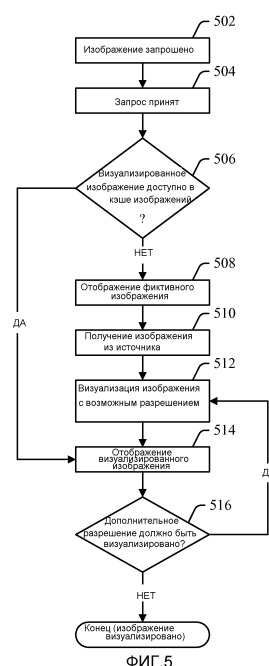 502
Изображение запрошено
504
Запрос принят
506
Визуализированное
изображение доступно в
кэше изображений
?
НЕТ
ДА
508
Отображение фиктивного
изображения
510
Получение изображения
из источника
512
Визуализация изображения
с возможным разрешением
514
Отображение
визуализированного
изображения
Д
516
Дополнительное
разрешение должно быть
визуализировано?
НЕТ
Конец (изображение
визуализировано)
ФИГ.5